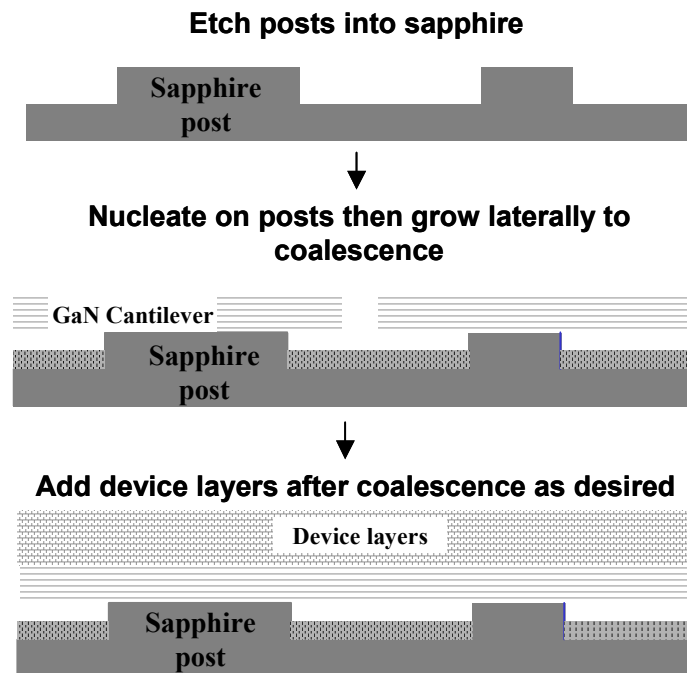 Etch posts into sapphire
Sapphire
post
Nucleate on posts then grow laterally to
coalescence
GaN Cantilever
Sapphire
post
Add device layers after coalescence as desired
Device layers
Sapphire
post